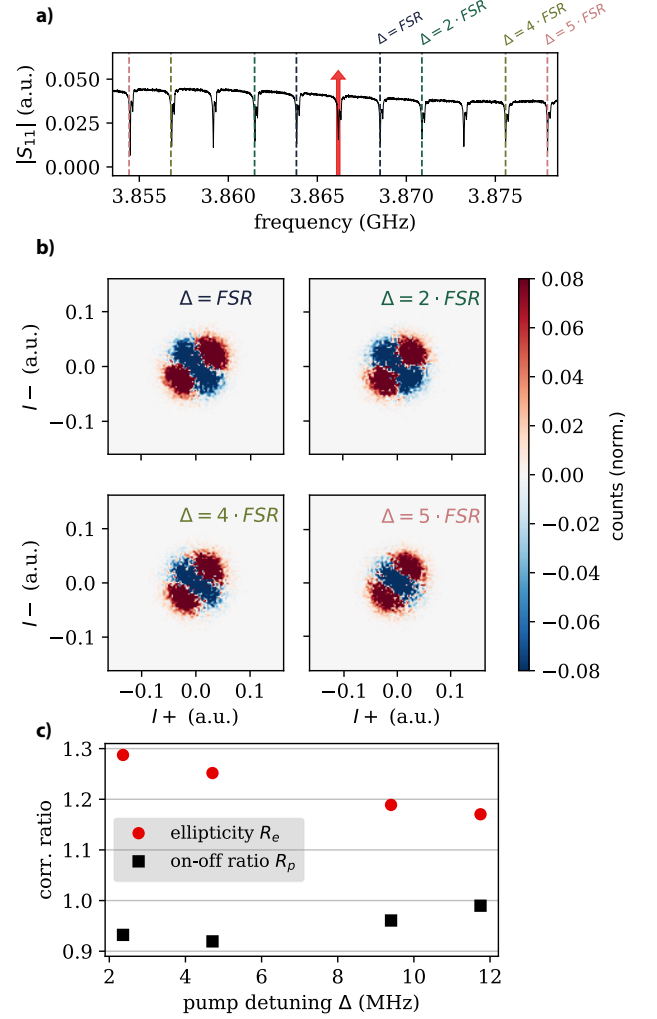 a)
Δ = FSR
Δ = 2 · FSR
Δ = 4 · FSR
Δ = 5 · FSR
|S₁₁| (a.u.)
0.050
0.025
0.000
3.855 3.860 3.865 3.870 3.875
frequency (GHz)
b)
Δ = FSR
Δ = 2 · FSR
I − (a.u.)
0.1
0.0
−0.1
Δ = 4 · FSR
Δ = 5 · FSR
I − (a.u.)
0.1
0.0
−0.1
−0.1 0.0 0.1
−0.1 0.0 0.1
I + (a.u.)
I + (a.u.)
0.08
0.06
0.04
0.02
0.00
−0.02
−0.04
−0.06
−0.08
counts (norm.)
c)
corr. ratio
1.3
1.2
1.1
1.0
0.9
ellipticity Rₑ
on-off ratio Rₚ
2 4 6 8 10 12
pump detuning Δ (MHz)